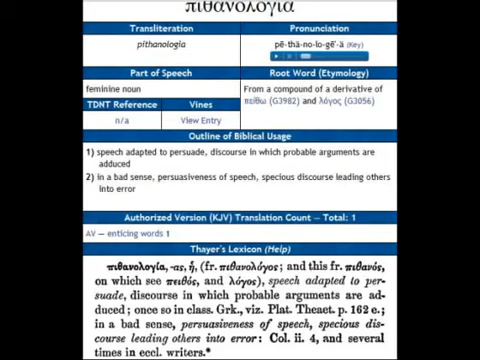 πιθανολογία
Transliteration
Pronunciation
pithanologia
pē-thä-no-lo-gē'-ä (Key)
Part of Speech
Root Word (Etymology)
feminine noun
From a compound of a derivative of
πείθω (G3982) and λόγος (G3056)
TDNT Reference
Vines
n/a
View Entry
Outline of Biblical Usage
1) speech adapted to persuade, discourse in which probable arguments are
adduced
2) in a bad sense, persuasiveness of speech, specious discourse leading others
into error
Authorized Version (KJV) Translation Count — Total: 1
AV — enticing words 1
Thayer's Lexicon (Help)
πιθανολογία, -ας, ἡ, (fr. πιθανολόγος; and this fr. πιθανός,
on which see πειθός, and λόγος), speech adapted to per-
suade, discourse in which probable arguments are ad-
duced; once so in class. Grk., viz. Plat. Theaet. p. 162 e.;
in a bad sense, persuasiveness of speech, specious dis-
course leading others into error: Col. ii. 4, and several
times in eccl. writers.*